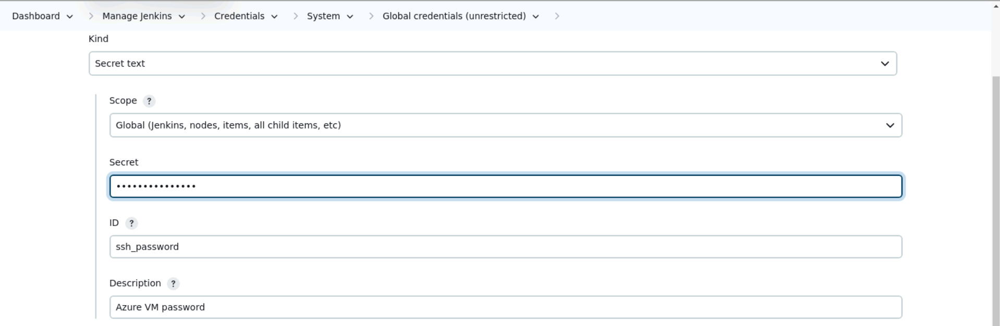 Dashboard > Manage Jenkins > Credentials > System > Global credentials (unrestricted) >
Kind
Secret text
Scope ?
Global (Jenkins, nodes, items, all child items, etc)
Secret
•••••••••••••••
ID ?
ssh_password
Description ?
Azure VM password